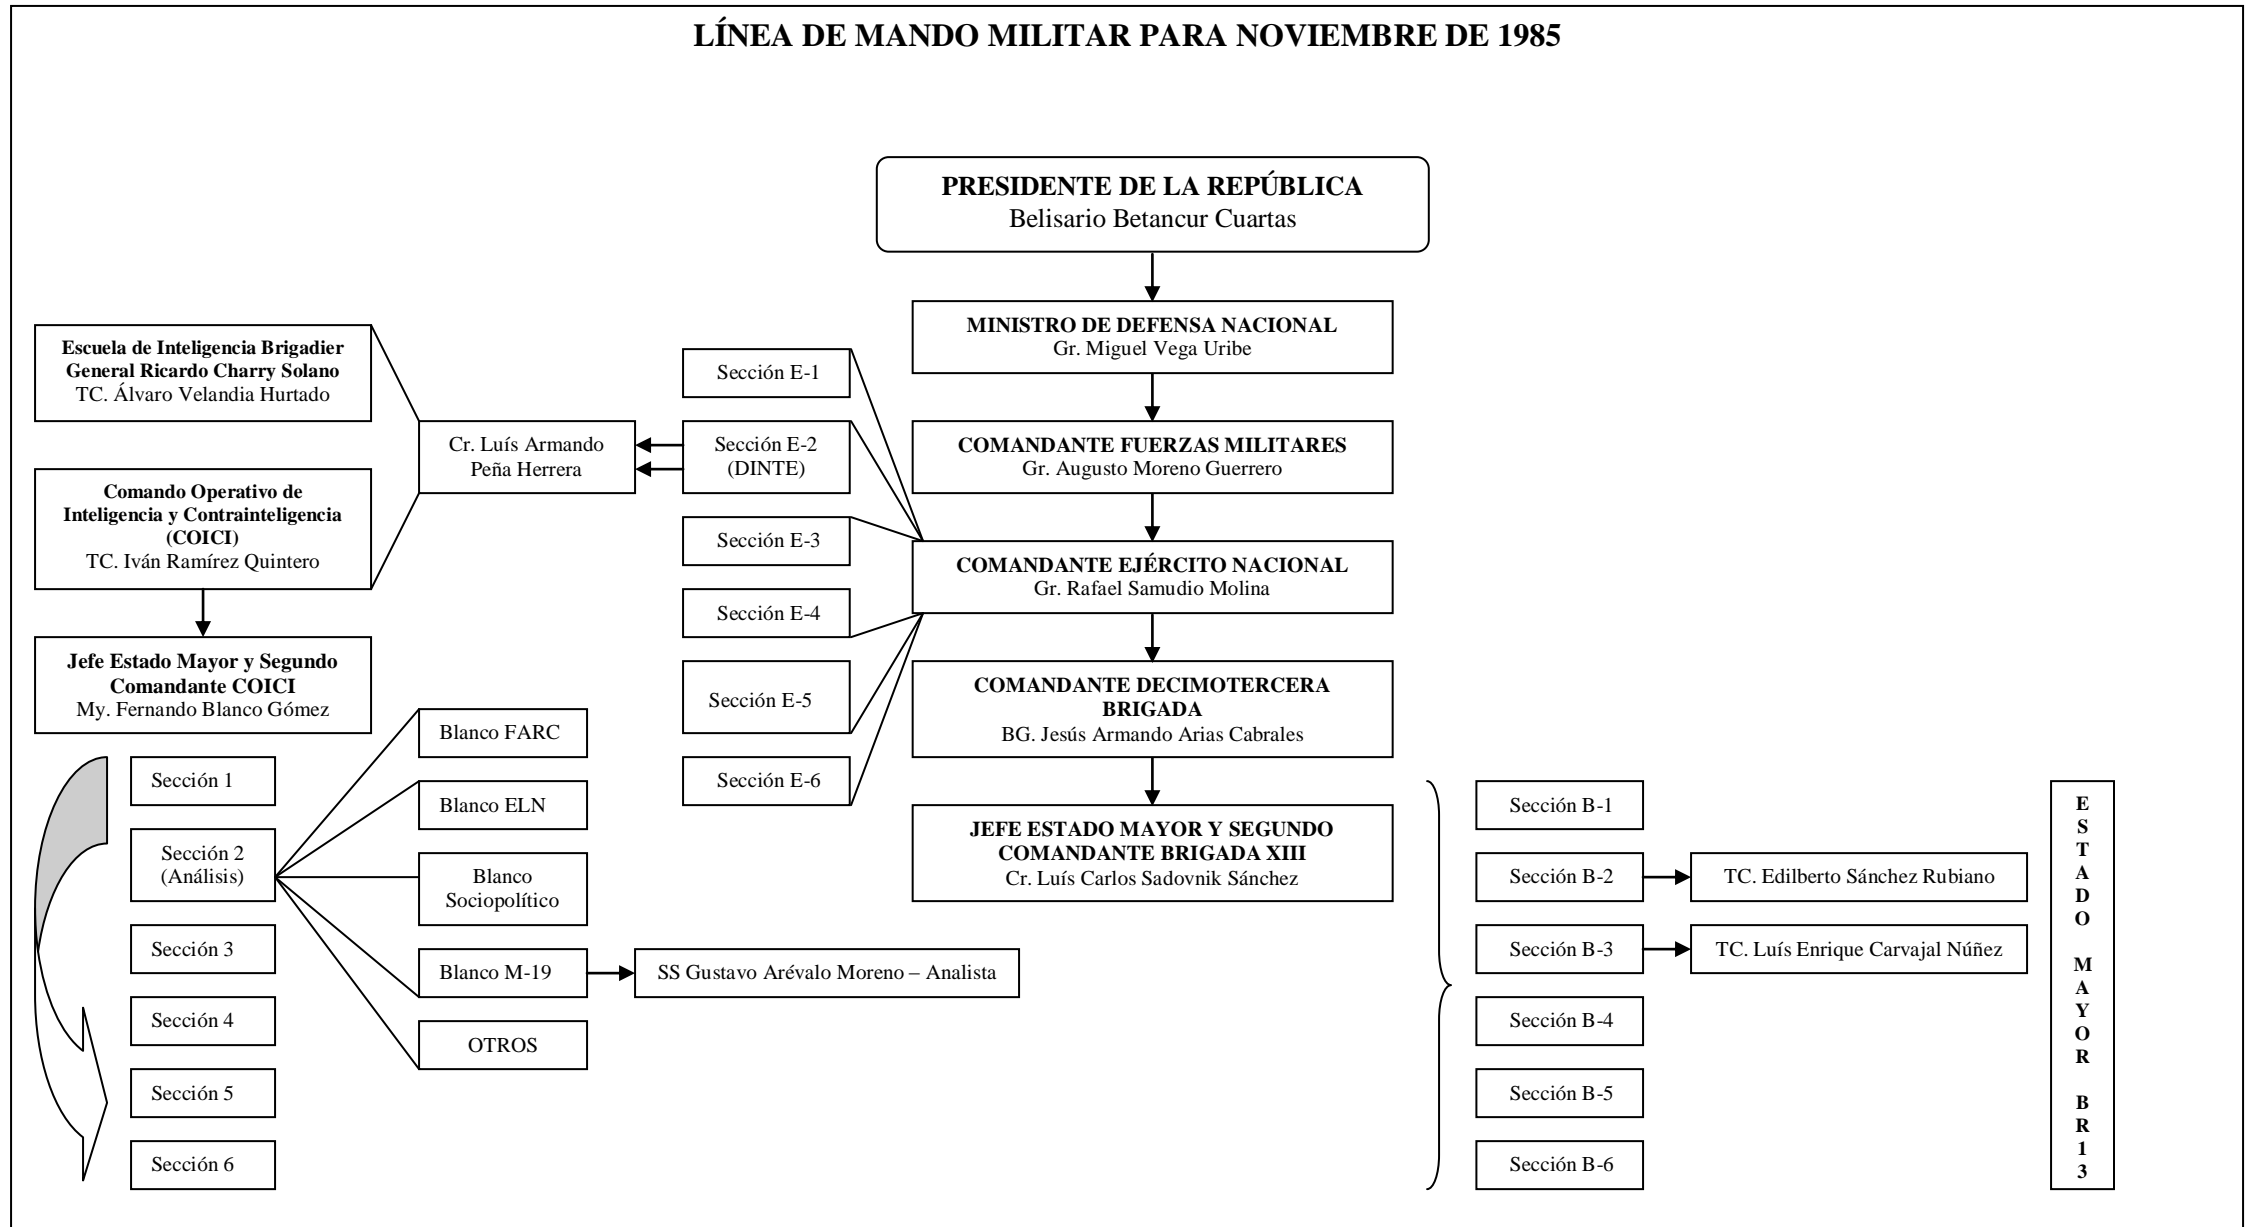 LÍNEA DE MANDO MILITAR PARA NOVIEMBRE DE 1985
PRESIDENTE DE LA REPÚBLICA
Belisario Betancur Cuartas
MINISTRO DE DEFENSA NACIONAL
Gr. Miguel Vega Uribe
COMANDANTE FUERZAS MILITARES
Gr. Augusto Moreno Guerrero
COMANDANTE EJÉRCITO NACIONAL
Gr. Rafael Samudio Molina
COMANDANTE DECIMOTERCERA
BRIGADA
BG. Jesús Armando Arias Cabrales
JEFE ESTADO MAYOR Y SEGUNDO
COMANDANTE BRIGADA XIII
Cr. Luís Carlos Sadovnik Sánchez
Sección E-1
Sección E-2
(DINTE)
Sección E-3
Sección E-4
Sección E-5
Sección E-6
Cr. Luís Armando
Peña Herrera
Escuela de Inteligencia Brigadier
General Ricardo Charry Solano
TC. Álvaro Velandia Hurtado
Comando Operativo de
Inteligencia y Contrainteligencia
(COICI)
TC. Iván Ramírez Quintero
Jefe Estado Mayor y Segundo
Comandante COICI
My. Fernando Blanco Gómez
Sección 1
Sección 2
(Análisis)
Sección 3
Sección 4
Sección 5
Sección 6
Blanco FARC
Blanco ELN
Blanco
Sociopolítico
Blanco M-19
OTROS
SS Gustavo Arévalo Moreno – Analista
Sección B-1
Sección B-2
Sección B-3
Sección B-4
Sección B-5
Sección B-6
TC. Edilberto Sánchez Rubiano
TC. Luís Enrique Carvajal Núñez
ESTADO MAYOR BR13